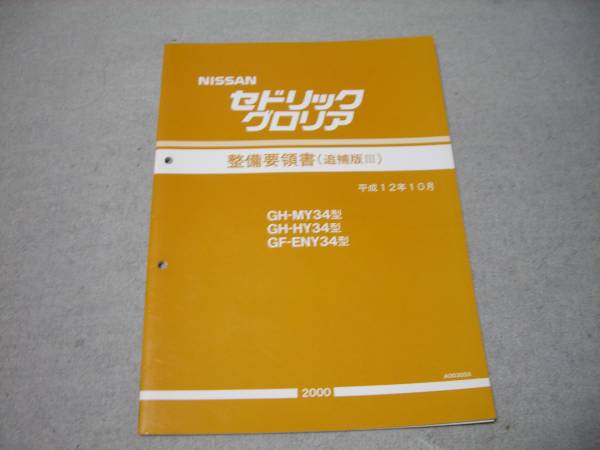 NISSAN
セドリック
グロリア
整備要領書(追補版III)
平成12年10月
GH-MY34型
GH-HY34型
GF-ENY34型
2000